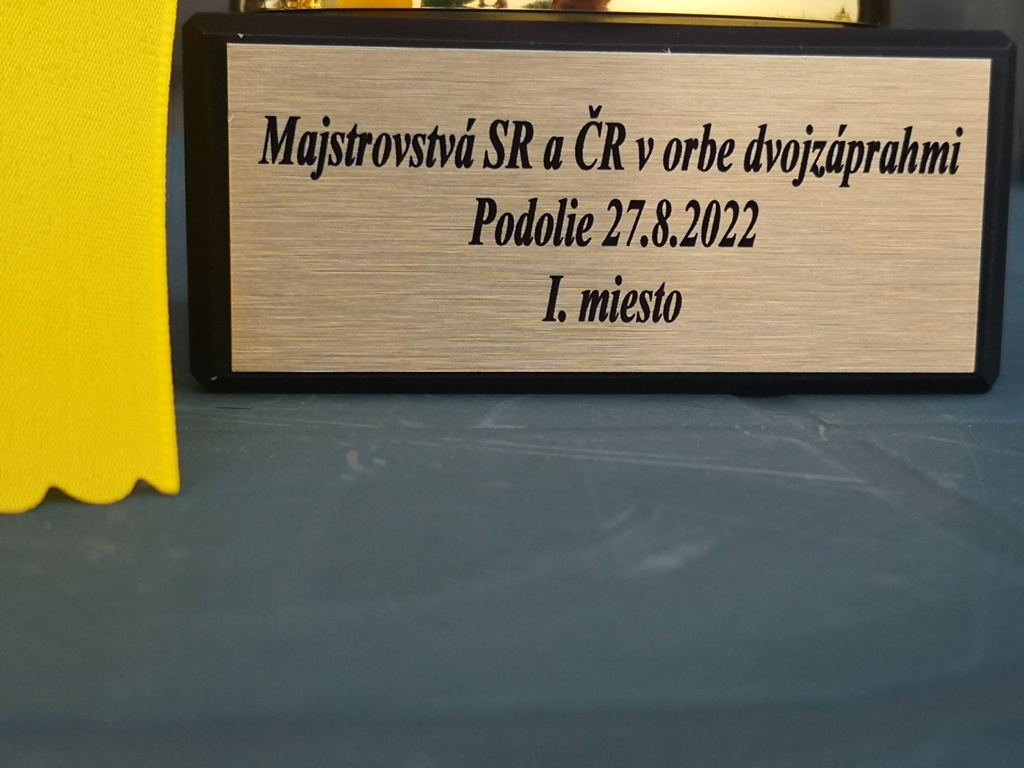 Majstrovstvá SR a ČR v orbe dvojzáprahmi
Podolie 27.8.2022
I. miesto